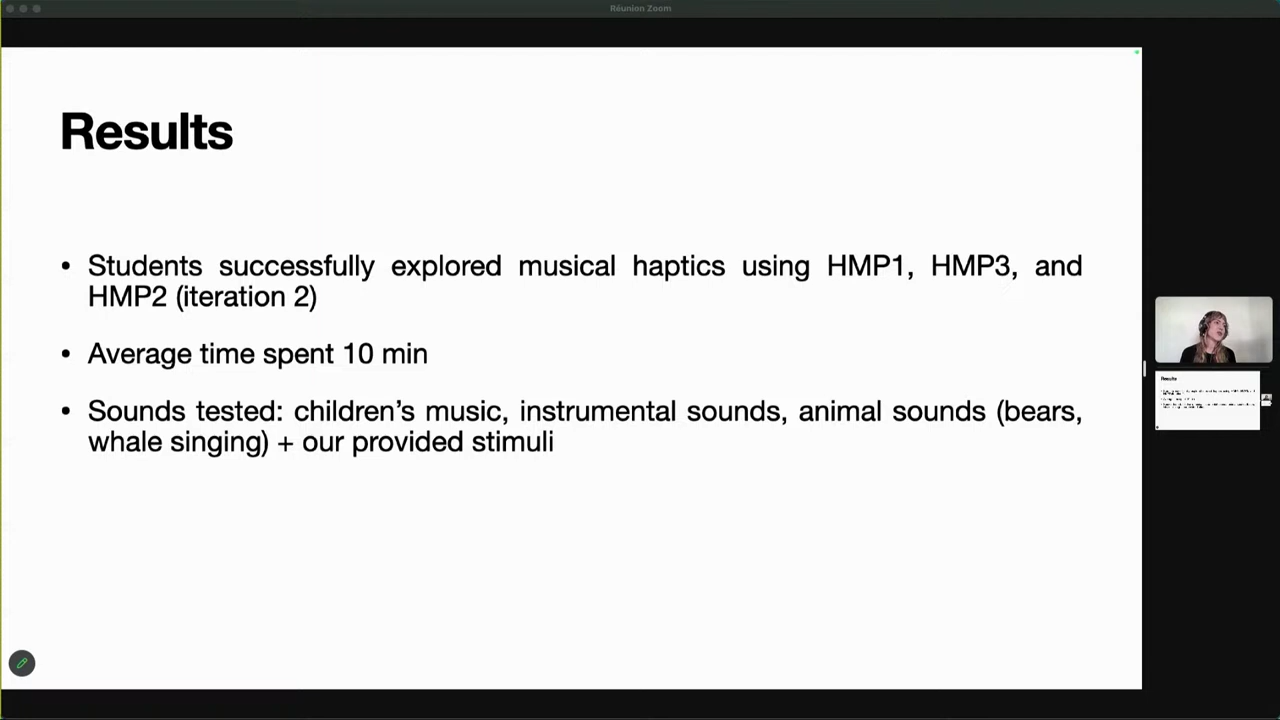 Réunion Zoom
Results
• Students successfully explored musical haptics using HMP1, HMP3, and
HMP2 (iteration 2)
• Average time spent 10 min
• Sounds tested: children’s music, instrumental sounds, animal sounds (bears,
whale singing) + our provided stimuli
Results